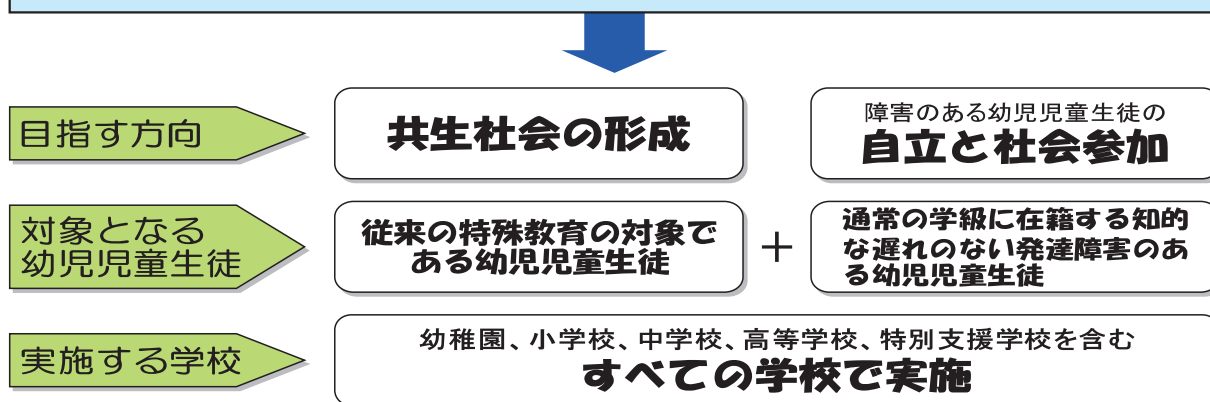 目指す方向
共生社会の形成
障害のある幼児児童生徒の
自立と社会参加
対象となる
幼児児童生徒
従来の特殊教育の対象で
ある幼児児童生徒
+
通常の学級に在籍する知的
な遅れのない発達障害のあ
る幼児児童生徒
実施する学校
幼稚園、小学校、中学校、高等学校、特別支援学校を含む
すべての学校で実施